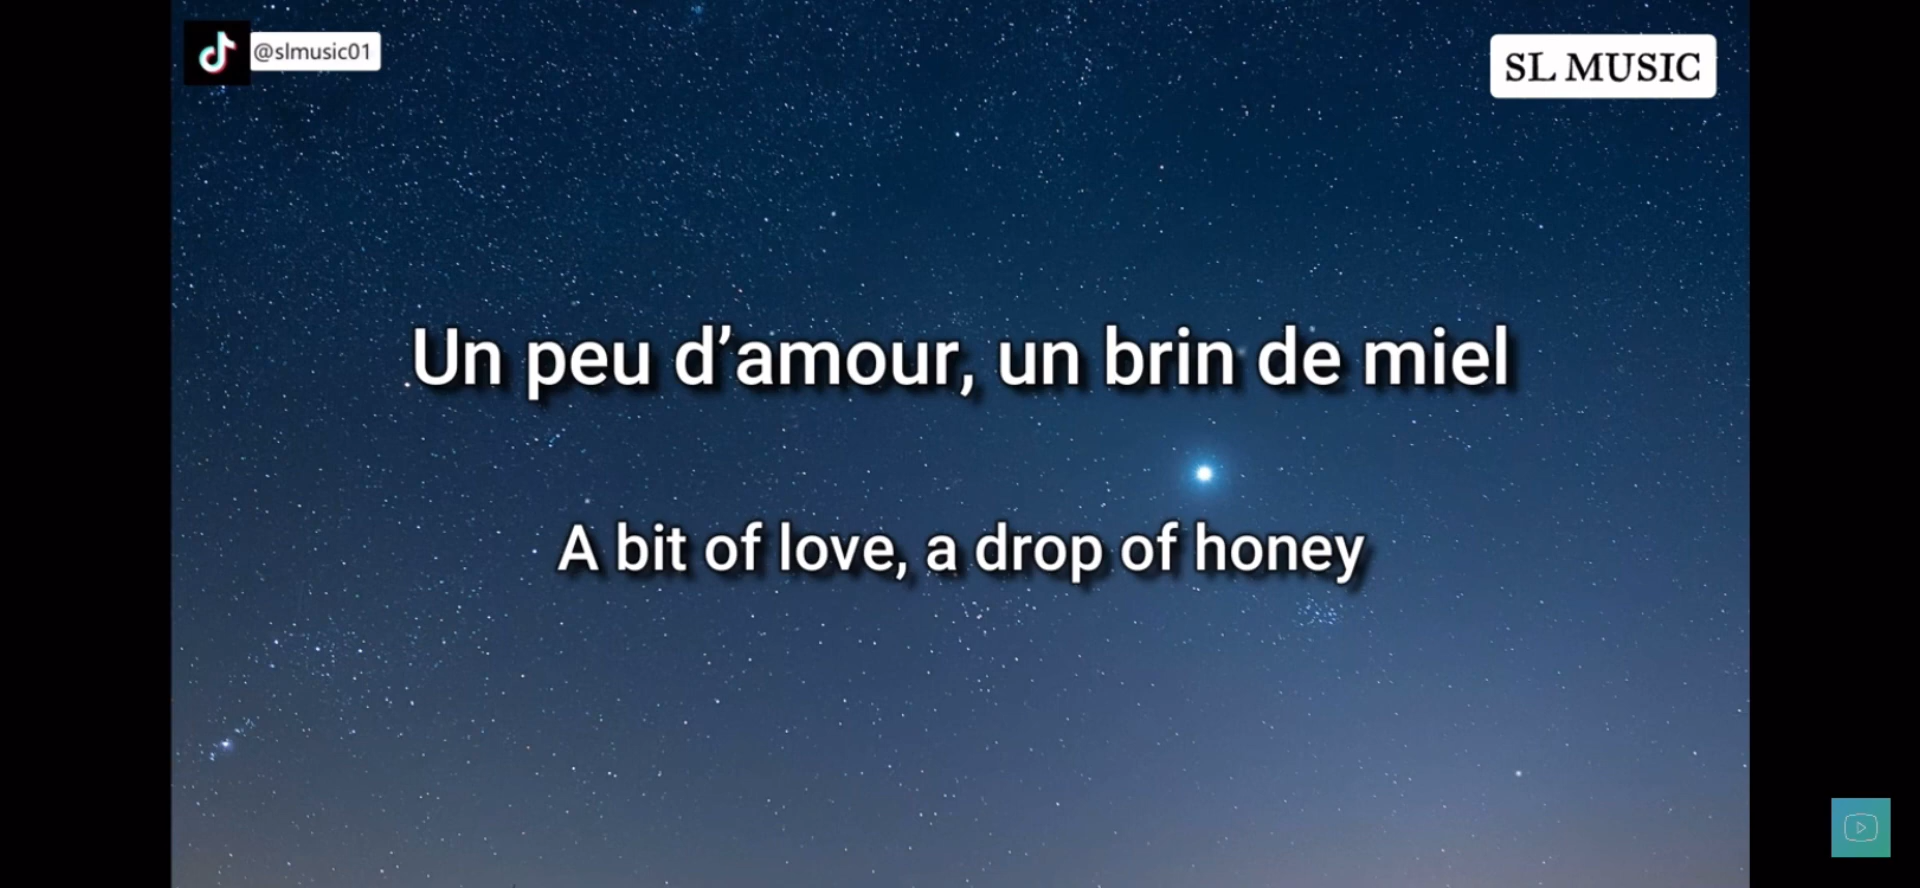 @slmusic01
SL MUSIC
Un peu d’amour, un brin de miel
A bit of love, a drop of honey